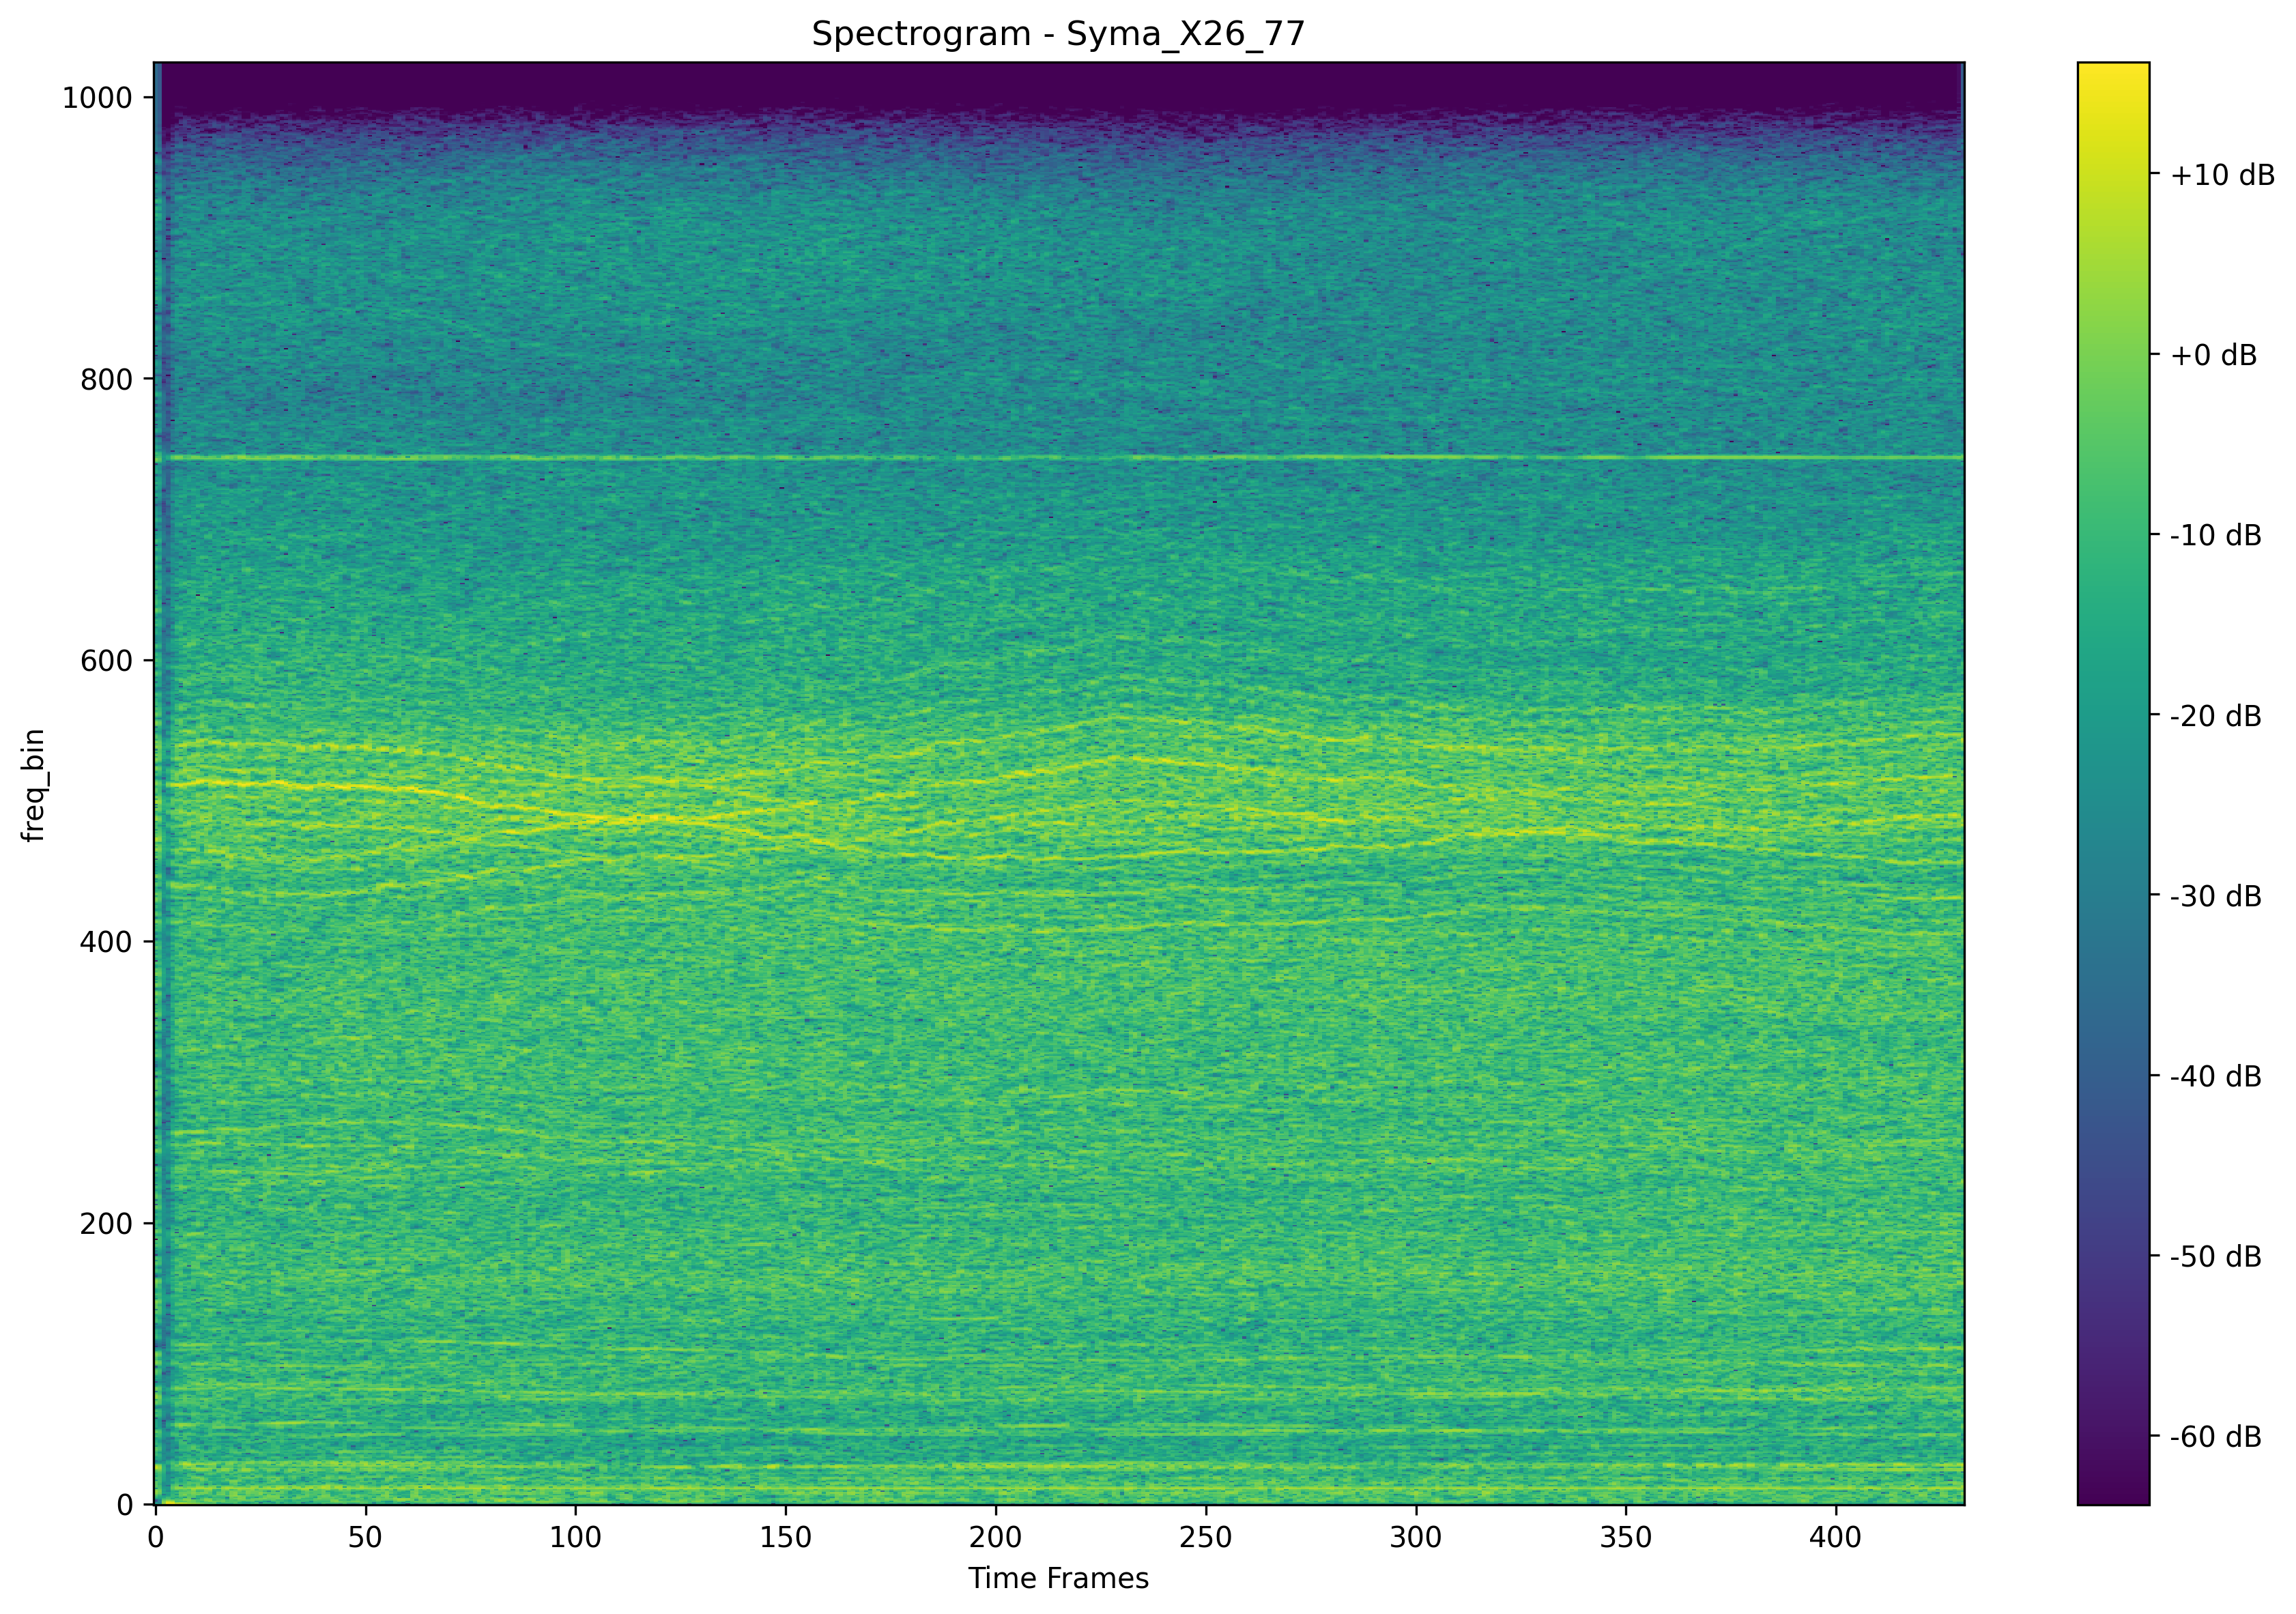 Spectrogram - Syma_X26_77
1000
800
600
400
200
0
freq_bin
0 50 100 150 200 250 300 350 400
Time Frames
+10 dB
+0 dB
-10 dB
-20 dB
-30 dB
-40 dB
-50 dB
-60 dB